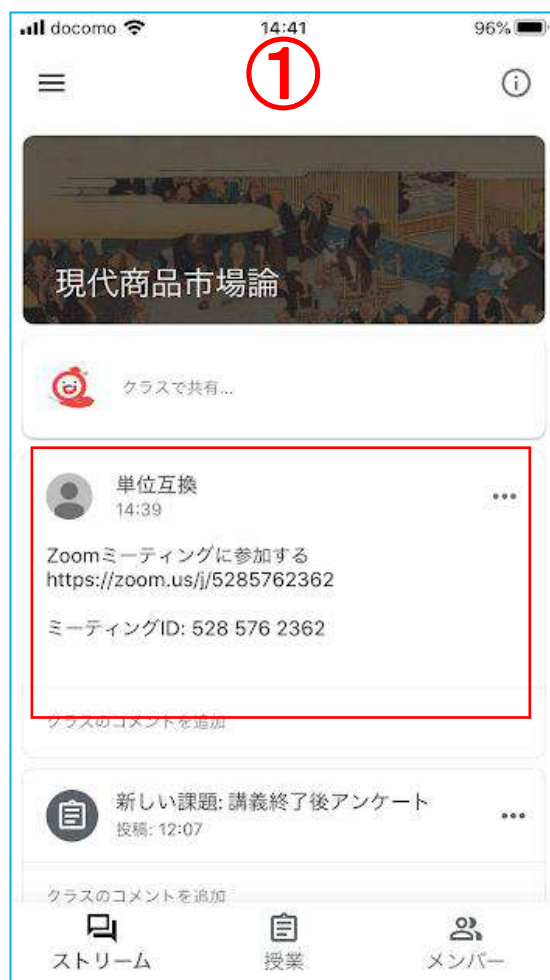 docomo 14:41 96%
①
現代商品市場論
クラスで共有...
単位互換
14:39
Zoomミーティングに参加する
https://zoom.us/j/5285762362
ミーティングID: 528 576 2362
クラスのコメントを追加
新しい課題: 講義終了後アンケート
投稿: 12:07
クラスのコメントを追加
ストリーム 授業 メンバー